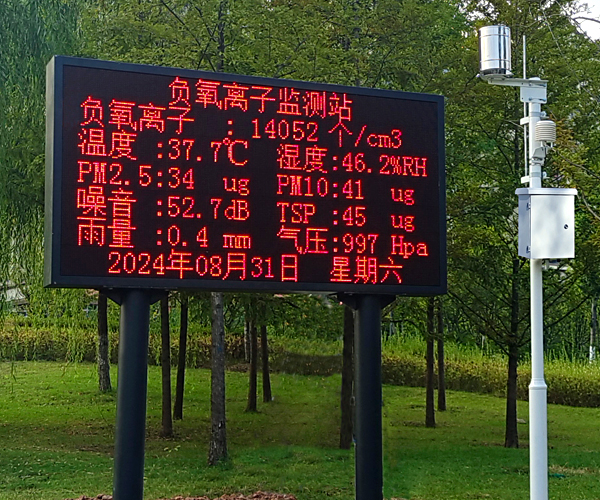 负氧离子监测站
负氧离子 : 14052 个/cm3
温度 :37.7℃ 湿度:46.2%RH
PM2.5:34 ug PM10:41 ug
噪音 :52.7dB TSP :45 ug
雨量 :0.4 mm 气压:997 Hpa
2024年08月31日 星期六